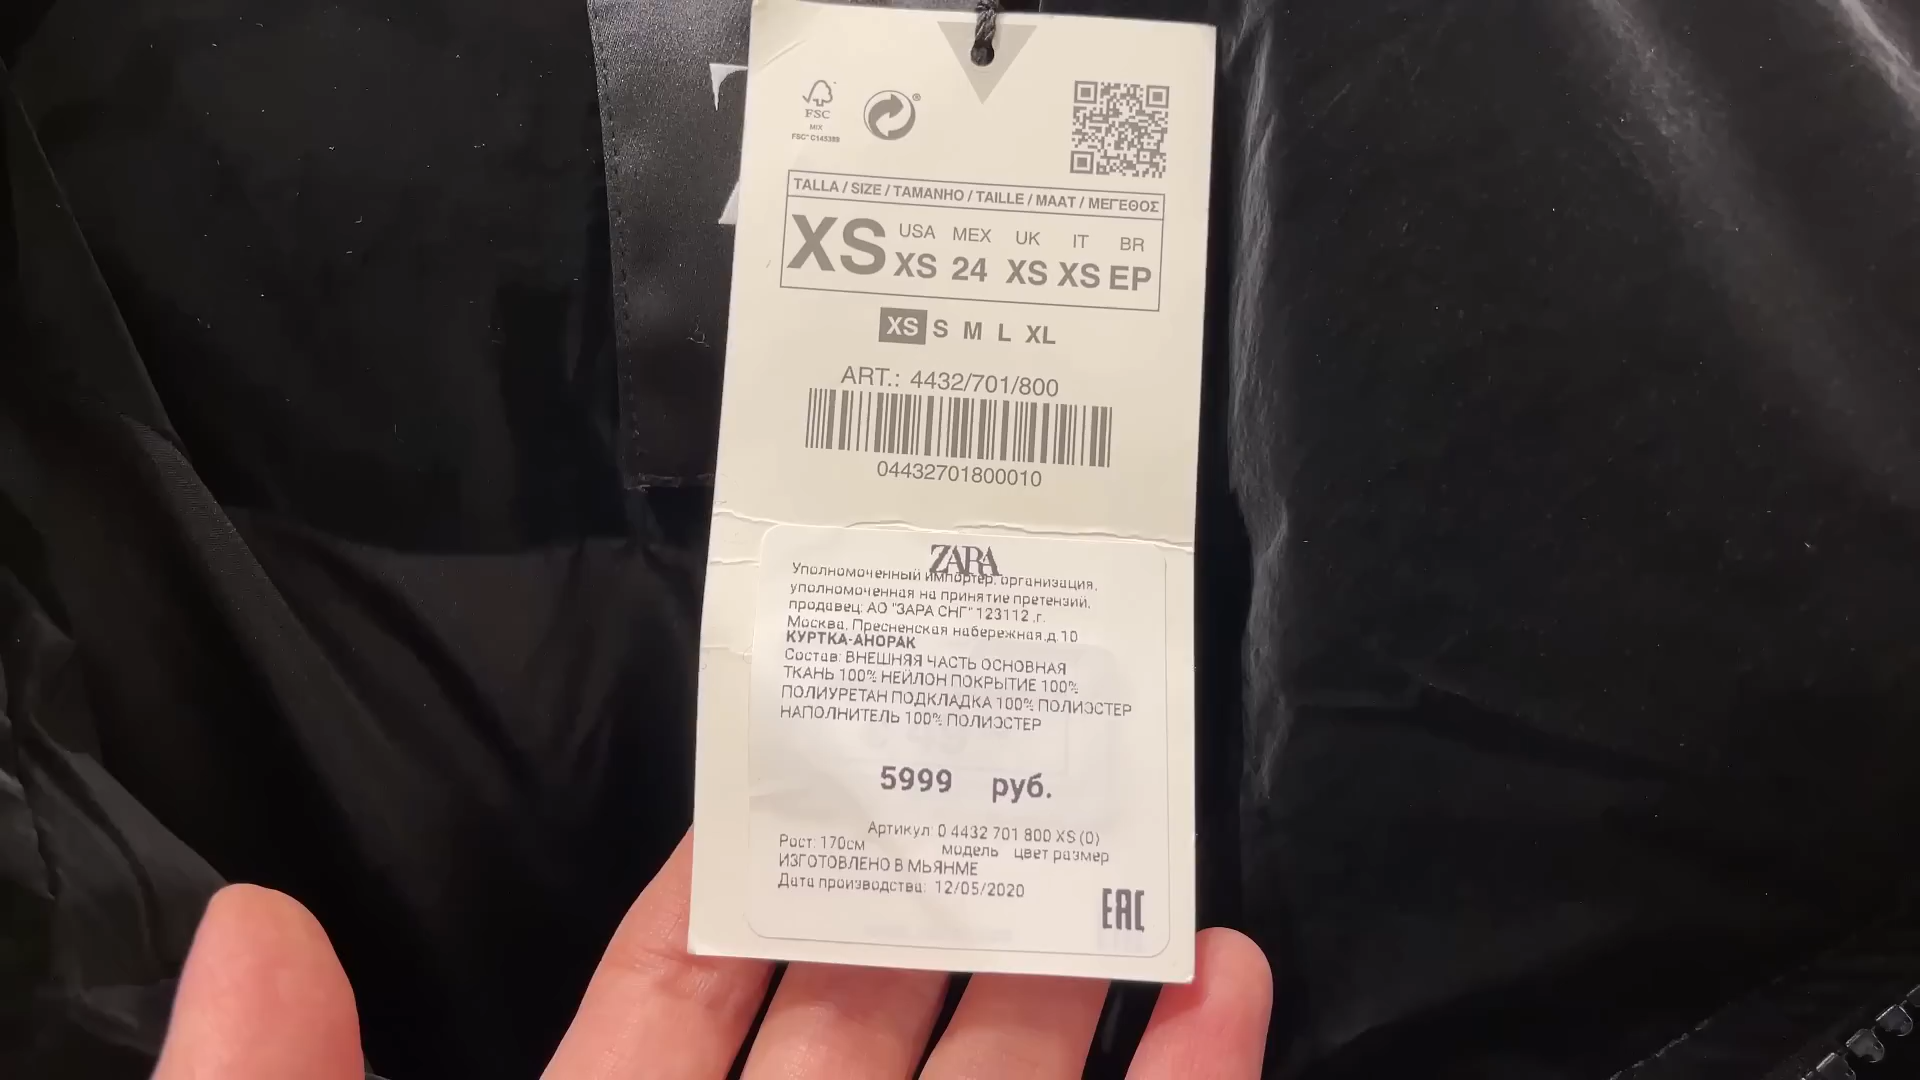 FSC
MIX
FSC® C145389
TALLA / SIZE / TAMANHO / TAILLE / MAAT / ΜΕΓΕΘΟΣ
XS
USA MEX UK IT BR
XS 24 XS XS EP
XS S M L XL
ART.: 4432/701/800
04432701800010
ZARA
Уполномоченный импортер, организация,
уполномоченная на принятие претензий,
продавец: АО "ЗАРА СНГ" 123112 ,г.
Москва, Пресненская набережная,д.10
КУРТКА-АНОРАК
Состав: ВНЕШНЯЯ ЧАСТЬ ОСНОВНАЯ
ТКАНЬ 100% НЕЙЛОН ПОКРЫТИЕ 100%
ПОЛИУРЕТАН ПОДКЛАДКА 100% ПОЛИЭСТЕР
НАПОЛНИТЕЛЬ 100% ПОЛИЭСТЕР
5999 руб.
Артикул: 0 4432 701 800 XS (0)
Рост: 170см модель цвет размер
ИЗГОТОВЛЕНО В МЬЯНМЕ
Дата производства: 12/05/2020
EAC